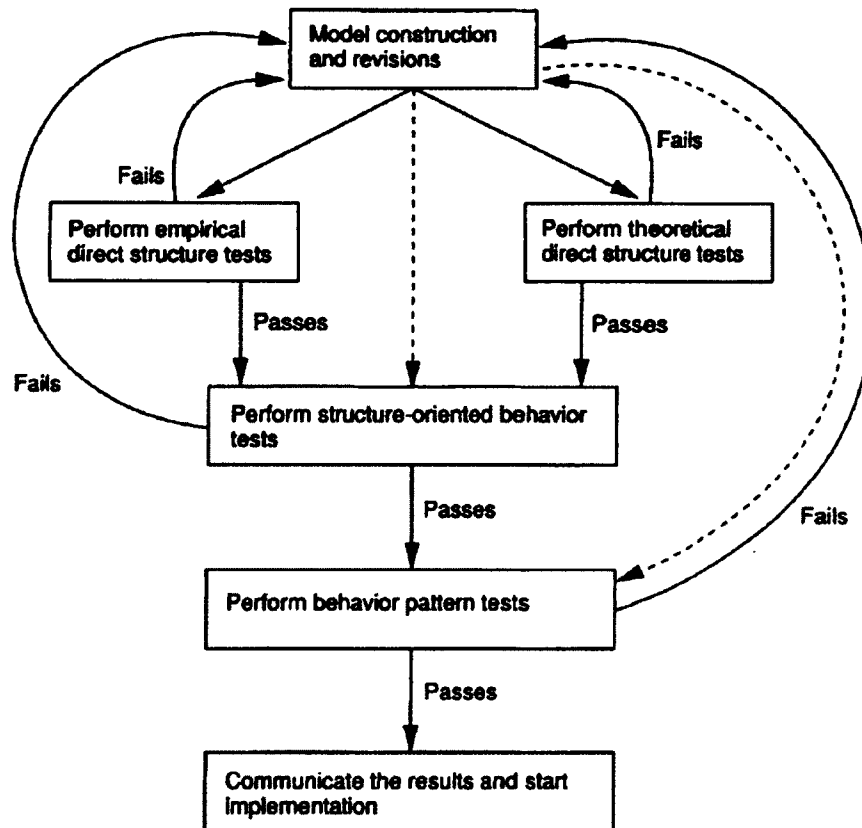 Model construction
and revisions
Fails
Fails
Perform empirical
direct structure tests
Perform theoretical
direct structure tests
Passes
Passes
Fails
Perform structure-oriented behavior
tests
Passes
Fails
Perform behavior pattern tests
Passes
Communicate the results and start
implementation